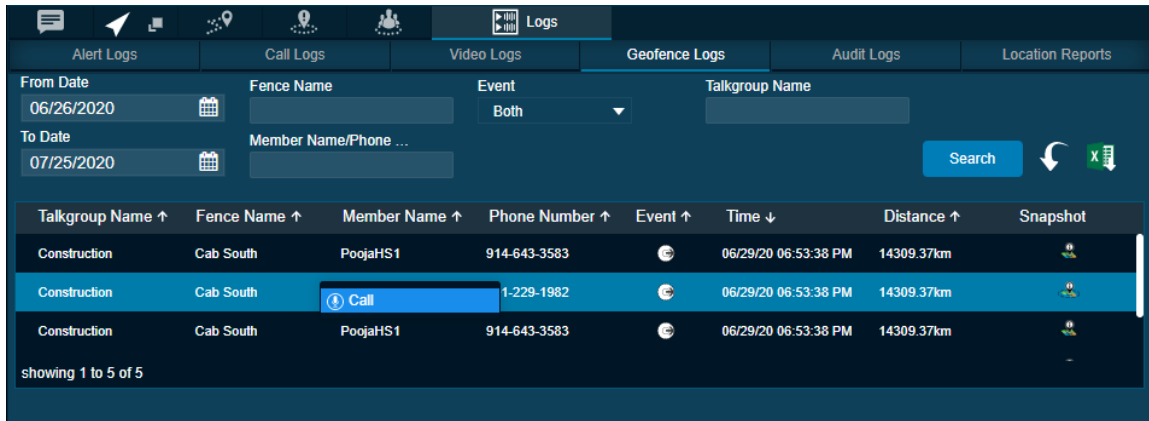 Logs
Alert Logs Call Logs Video Logs Geofence Logs Audit Logs Location Reports
From Date Fence Name Event Talkgroup Name
06/26/2020 Both
To Date Member Name/Phone ...
07/25/2020 Search
Talkgroup Name ↑ Fence Name ↑ Member Name ↑ Phone Number ↑ Event ↑ Time ↓ Distance ↑ Snapshot
Construction Cab South PoojaHS1 914-643-3583 06/29/20 06:53:38 PM 14309.37km
Construction Cab South Call 1-229-1982 06/29/20 06:53:38 PM 14309.37km
Construction Cab South PoojaHS1 914-643-3583 06/29/20 06:53:38 PM 14309.37km
showing 1 to 5 of 5